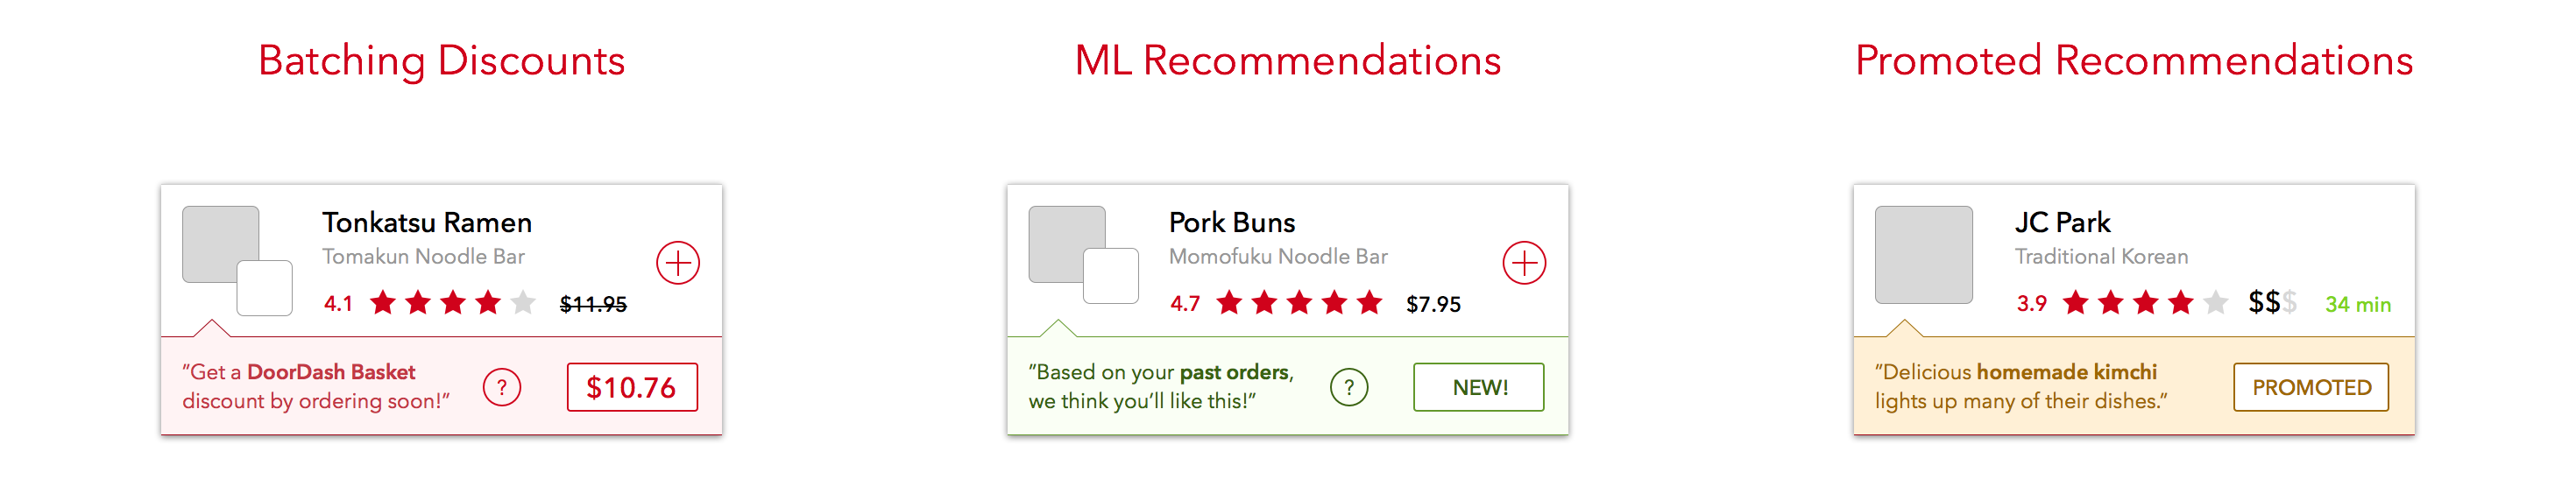 Batching Discounts
Tonkatsu Ramen
Tomakun Noodle Bar
4.1 $11.95
"Get a DoorDash Basket
discount by ordering soon!"
?
$10.76
ML Recommendations
Pork Buns
Momofuku Noodle Bar
4.7 $7.95
"Based on your past orders,
we think you'll like this!"
?
NEW!
Promoted Recommendations
JC Park
Traditional Korean
3.9 $$$ 34 min
"Delicious homemade kimchi
lights up many of their dishes."
PROMOTED